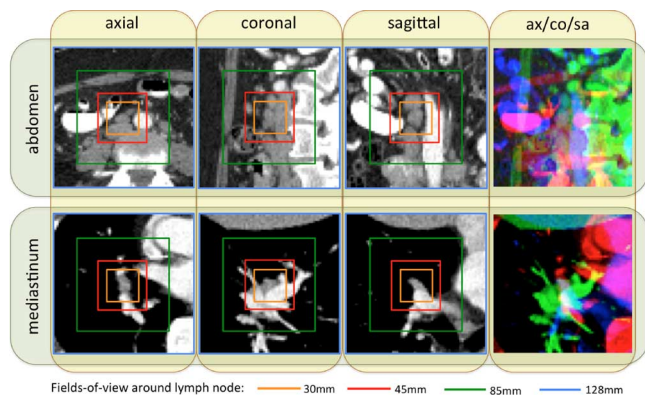 axial coronal sagittal ax/co/sa
abdomen
mediastinum
Fields-of-view around lymph node: 30mm 45mm 85mm 128mm